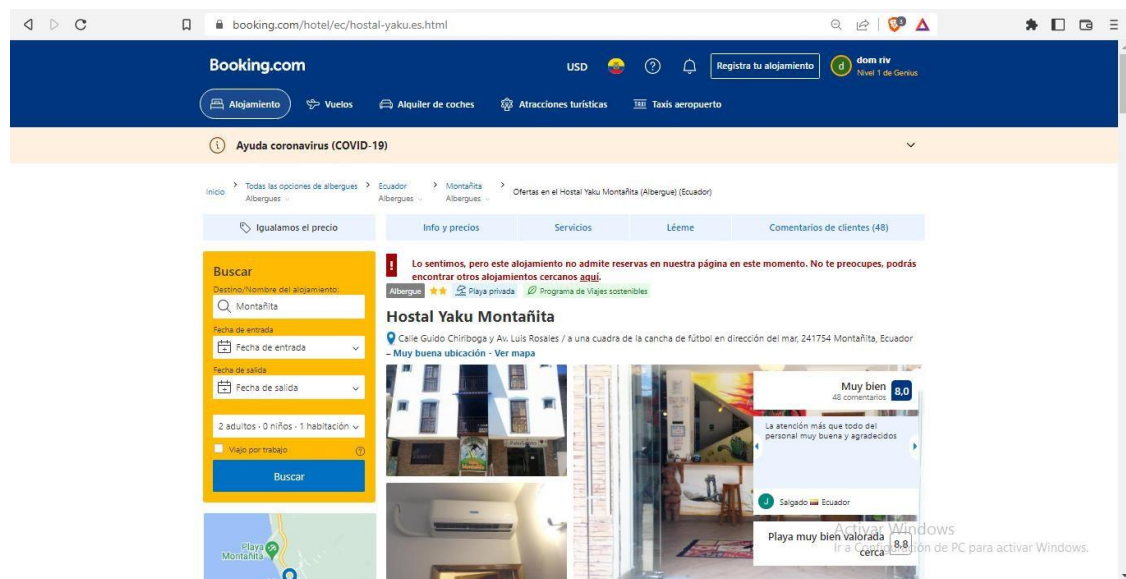 booking.com/hotel/ec/hostal-yaku.es.html
Booking.com
USD
Registra tu alojamiento
d
dom riv
Nivel 1 de Genius
Alojamiento
Vuelos
Alquiler de coches
Atracciones turísticas
TAXI
Taxis aeropuerto
Ayuda coronavirus (COVID-19)
Inicio > Todas las opciones de albergues > Ecuador > Montañita > Ofertas en el Hostal Yaku Montañita (Albergue) (Ecuador)
Albergues
Albergues
Albergues
Igualamos el precio
Info y precios
Servicios
Léeme
Comentarios de clientes (48)
Buscar
Destino/Nombre del alojamiento:
Montañita
Fecha de entrada
Fecha de entrada
Fecha de salida
Fecha de salida
2 adultos · 0 niños · 1 habitación
Viajo por trabajo
Buscar
Playa
Montañita
Lo sentimos, pero este alojamiento no admite reservas en nuestra página en este momento. No te preocupes, podrás
encontrar otros alojamientos cercanos aquí.
Albergue
Playa privada
Programa de Viajes sostenibles
Hostal Yaku Montañita
Calle Guido Chiriboga y Av. Luis Rosales / a una cuadra de la cancha de fútbol en dirección del mar, 241754 Montañita, Ecuador
– Muy buena ubicación - Ver mapa
Muy bien
48 comentarios
8,0
La atención más que todo del
personal muy buena y agradecidos
J
Salgado
Ecuador
Playa muy bien valorada
cerca
8.8
Activar Windows
Ir a Configuración de PC para activar Windows.